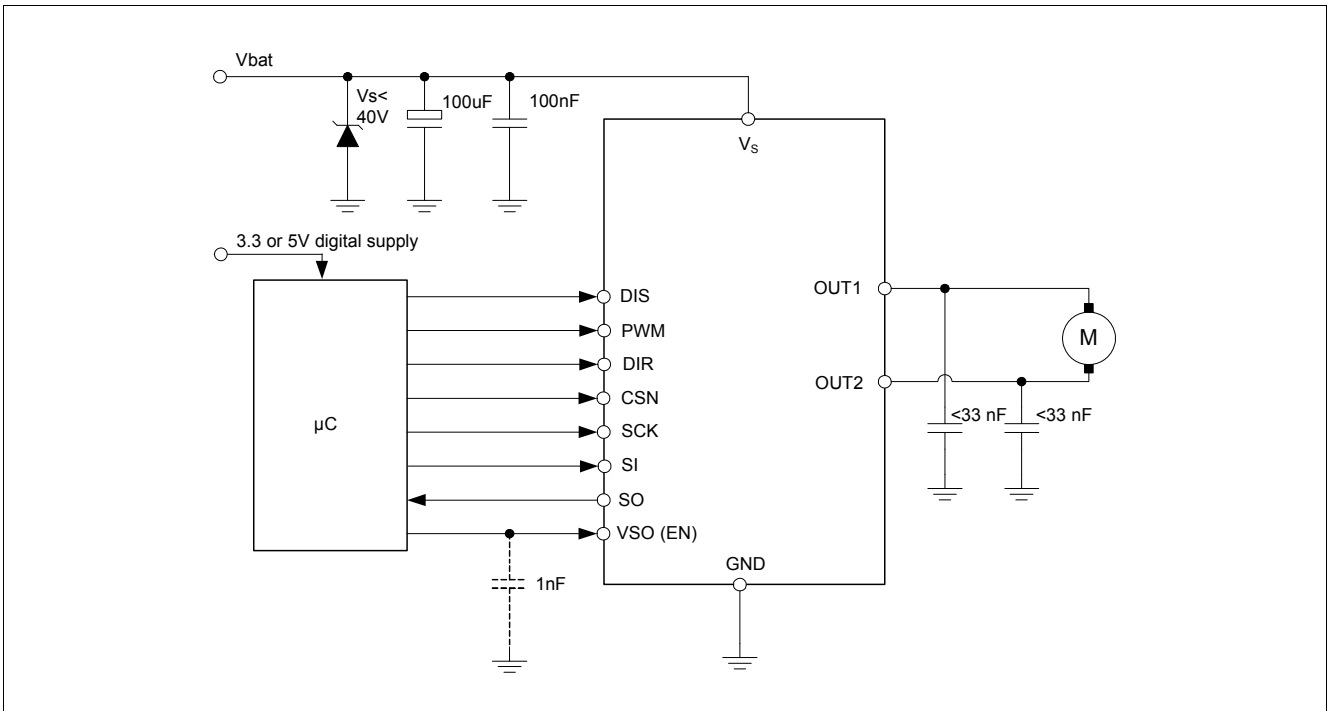 Vbat
Vs<
40V
100uF
100nF
VS
3.3 or 5V digital supply
µC
DIS
PWM
DIR
CSN
SCK
SI
SO
VSO (EN)
1nF
GND
OUT1
OUT2
M
<33 nF
<33 nF